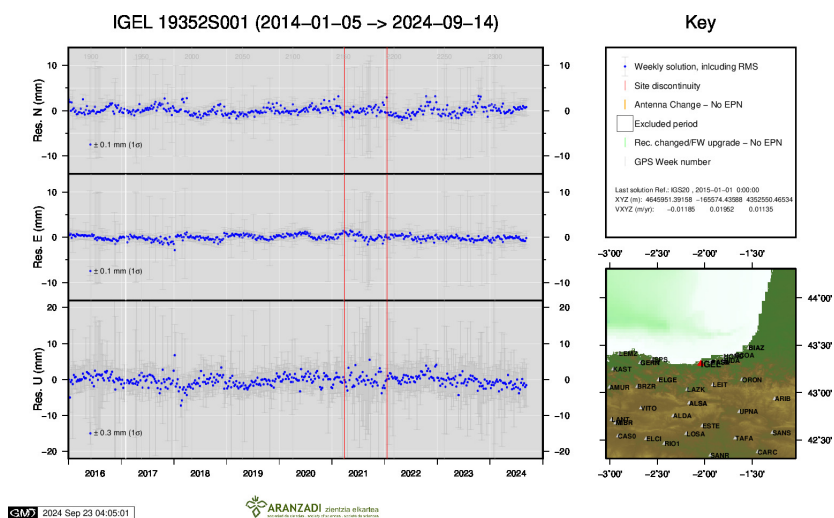 IGEL 19352S001 (2014−01−05 −> 2024−09−14)
Key
Res. N (mm)
10
0
−10
± 0.1 mm (1σ)
Res. E (mm)
10
0
−10
± 0.1 mm (1σ)
Res. U (mm)
20
10
0
−10
−20
± 0.3 mm (1σ)
2016 2017 2018 2019 2020 2021 2022 2023 2024
Weekly solution, inlcuding RMS
Site discontinuity
Antenna Change − No EPN
Excluded period
Rec. changed/FW upgrade − No EPN
GPS Week number
Last solution Ref.: IGS20 , 2015−01−01 0:00:00
XYZ (m): 4645951.39158 −165574.43588 4352550.46534
VXYZ (m/yr): −0.01185 0.01952 0.01135
−3°00' −2°30' −2°00' −1°30'
44°00'
43°30'
43°00'
42°30'
BIAZ
IGEL
KAST
ELGE
LEIT
ORON
AMUR
BRZR
LAZK
ARIB
VITO
ALSA
ALDA
UPNA
ESTE
LOSA
TAFA
SANS
ELCI
RIO1
SANR
CARC
GMD 2024 Sep 23 04:05:01
ARANZADI zientzia elkartea